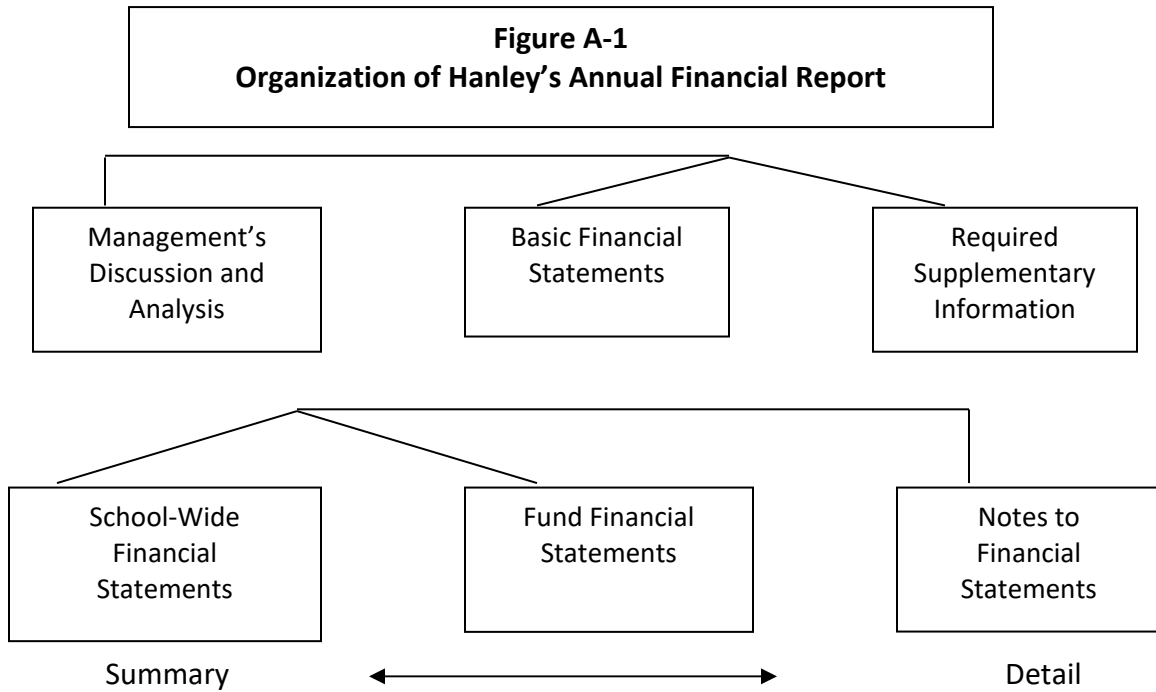 Figure A-1
Organization of Hanley’s Annual Financial Report
Management’s
Discussion and
Analysis
Basic Financial
Statements
Required
Supplementary
Information
School-Wide
Financial
Statements
Fund Financial
Statements
Notes to
Financial
Statements
Summary
Detail